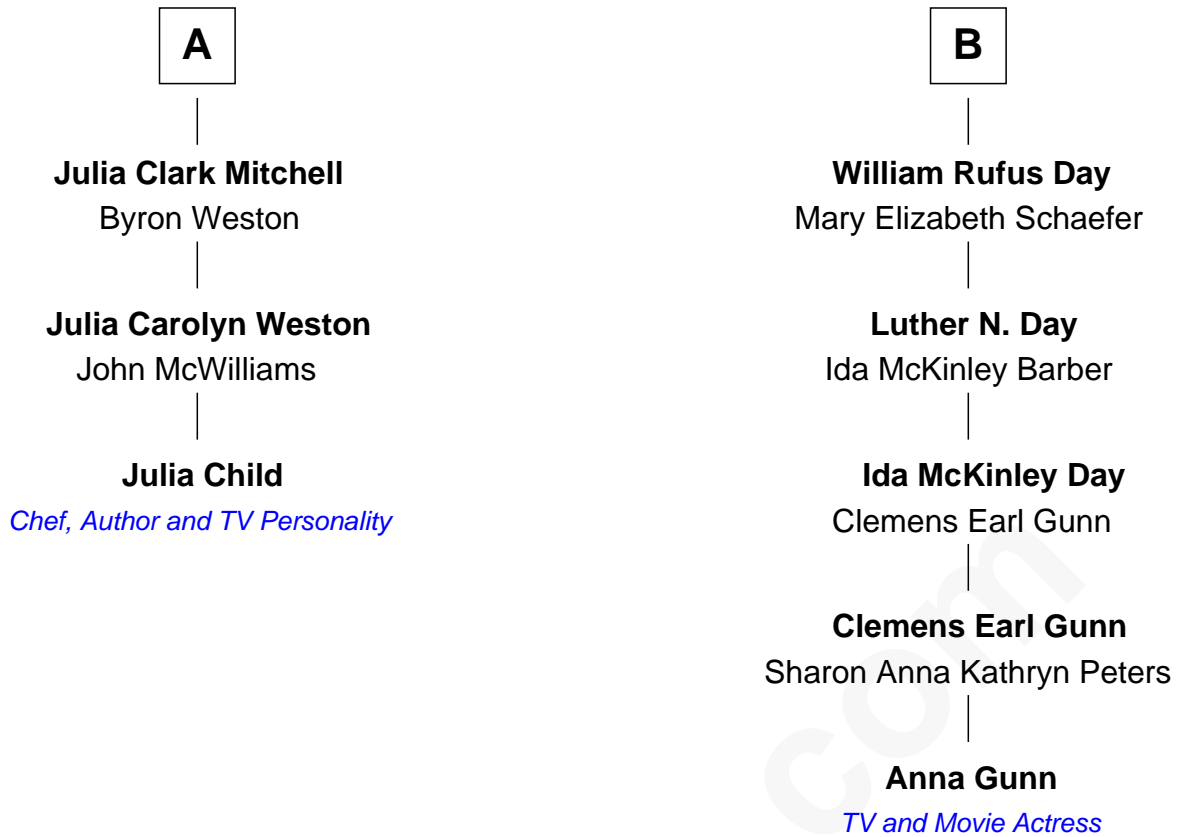 A
Julia Clark Mitchell
Byron Weston
Julia Carolyn Weston
John McWilliams
Julia Child
Chef, Author and TV Personality
B
William Rufus Day
Mary Elizabeth Schaefer
Luther N. Day
Ida McKinley Barber
Ida McKinley Day
Clemens Earl Gunn
Clemens Earl Gunn
Sharon Anna Kathryn Peters
Anna Gunn
TV and Movie Actress
com